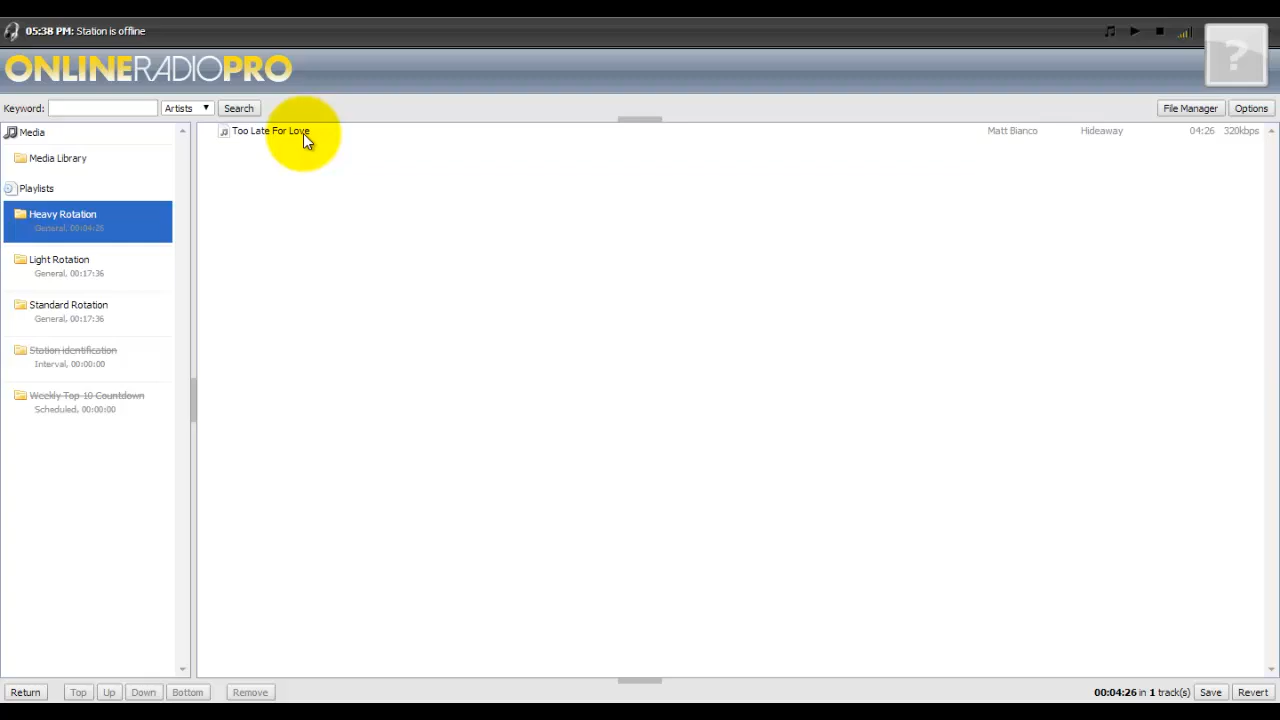 05:38 PM: Station is offline
ONLINERADIOPRO
Keyword: Artists Search File Manager Options
Media
Media Library
Playlists
Heavy Rotation
General, 00:04:26
Light Rotation
General, 00:17:36
Standard Rotation
General, 00:17:36
Station identification
Interval, 00:00:00
Weekly Top 10 Countdown
Scheduled, 00:00:00
Too Late For Love Matt Bianco Hideaway 04:26 320kbps
Return Top Up Down Bottom Remove 00:04:26 in 1 track(s) Save Revert